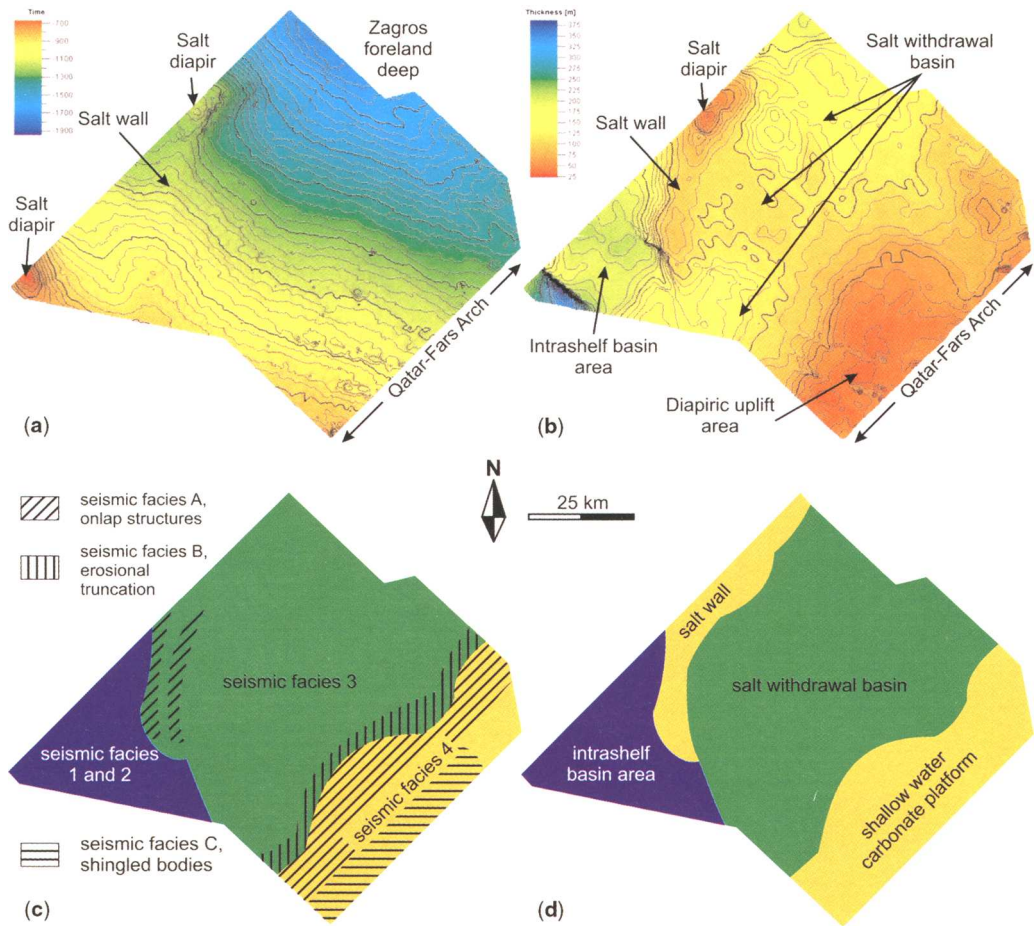 Time
700
900
1100
1300
1500
1700
1900
Salt
diapir
Zagros
foreland
deep
Salt wall
Salt
diapir
Qatar-Fars Arch
(a)
Thickness [m]
375
350
325
300
275
250
225
200
175
150
125
100
75
50
25
Salt withdrawal
basin
Salt
diapir
Salt wall
Intrashelf basin
area
Diapiric uplift
area
Qatar-Fars Arch
(b)
N
25 km
seismic facies A,
onlap structures
seismic facies B,
erosional
truncation
seismic facies 3
seismic facies
1 and 2
seismic facies 4
seismic facies C,
shingled bodies
(c)
salt wall
salt withdrawal basin
intrashelf
basin area
shallow water
carbonate platform
(d)